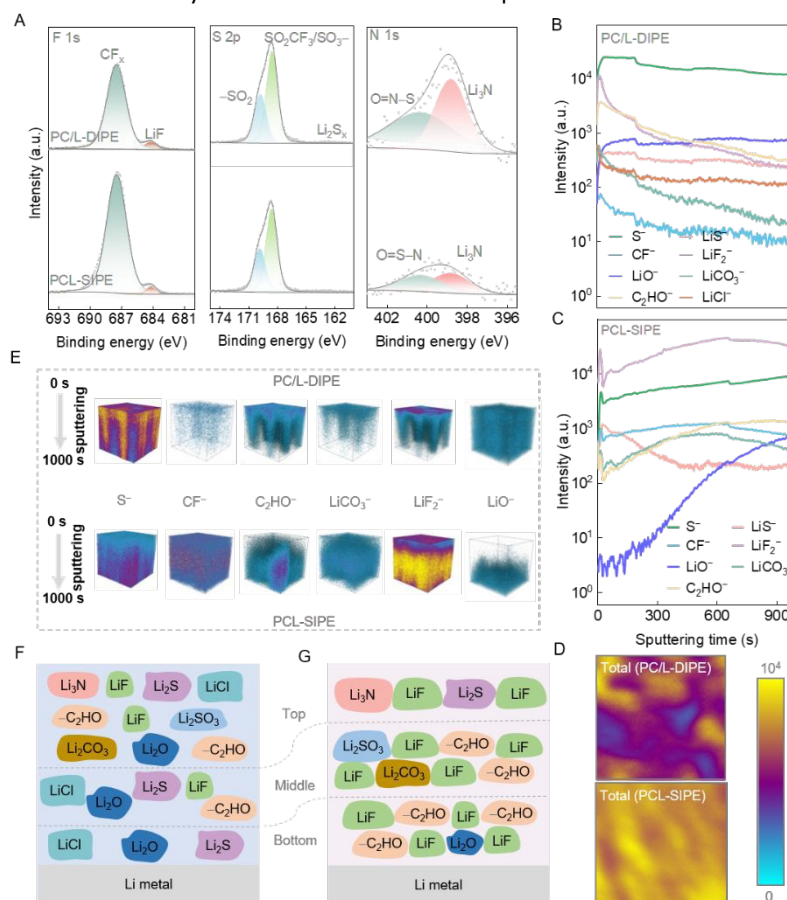 A
F 1s
CFₓ
LiF
PC/L-DIPE
PCL-SIPE
693 690 687 684 681
Binding energy (eV)
Intensity (a.u.)
S 2p
SO₂CF₃/SO₃–
–SO₂
Li₂Sₓ
174 171 168 165 162
Binding energy (eV)
N 1s
O=N–S
Li₃N
O=S–N
Li₃N
402 400 398 396
Binding energy (eV)
B
PC/L-DIPE
Intensity (a.u.)
10⁴
10³
10²
10¹
10⁰
S⁻ LiS⁻
CF⁻ LiF₂⁻
LiO⁻ LiCO₃⁻
C₂HO⁻ LiCl⁻
C
PCL-SIPE
Intensity (a.u.)
10⁴
10³
10²
10¹
10⁰
S⁻ LiS⁻
CF⁻ LiF₂⁻
LiO⁻ LiCO₃
C₂HO⁻
0 300 600 900
Sputtering time (s)
E
PC/L-DIPE
0 s
sputtering
1000 s
S⁻ CF⁻ C₂HO⁻ LiCO₃⁻ LiF₂⁻ LiO⁻
0 s
sputtering
1000 s
PCL-SIPE
F
Li₃N LiF Li₂S LiCl
–C₂HO LiF Li₂SO₃
Li₂CO₃ Li₂O –C₂HO
LiCl Li₂O Li₂S LiF –C₂HO
LiCl Li₂O Li₂S
Li metal
Top
Middle
Bottom
G
Li₃N LiF Li₂S LiF
Li₂SO₃ LiF –C₂HO LiF
LiF Li₂CO₃ LiF –C₂HO
LiF –C₂HO LiF –C₂HO
–C₂HO LiF Li₂O LiF
Li metal
D
Total (PC/L-DIPE)
Total (PCL-SIPE)
10⁴
0